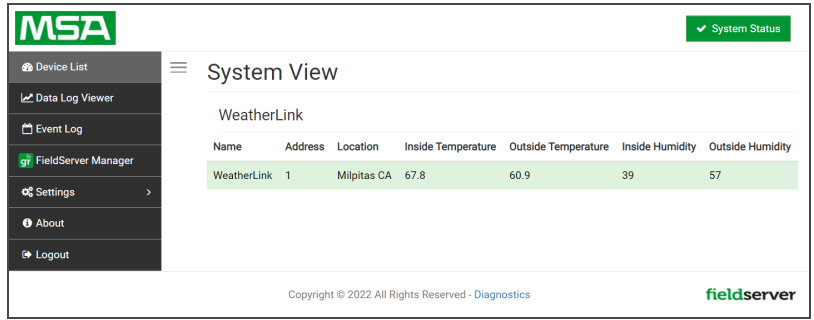 MSA
System Status
Device List
Data Log Viewer
Event Log
gr FieldServer Manager
Settings
About
Logout
System View
WeatherLink
Name Address Location Inside Temperature Outside Temperature Inside Humidity Outside Humidity
WeatherLink 1 Milpitas CA 67.8 60.9 39 57
Copyright © 2022 All Rights Reserved - Diagnostics
fieldserver